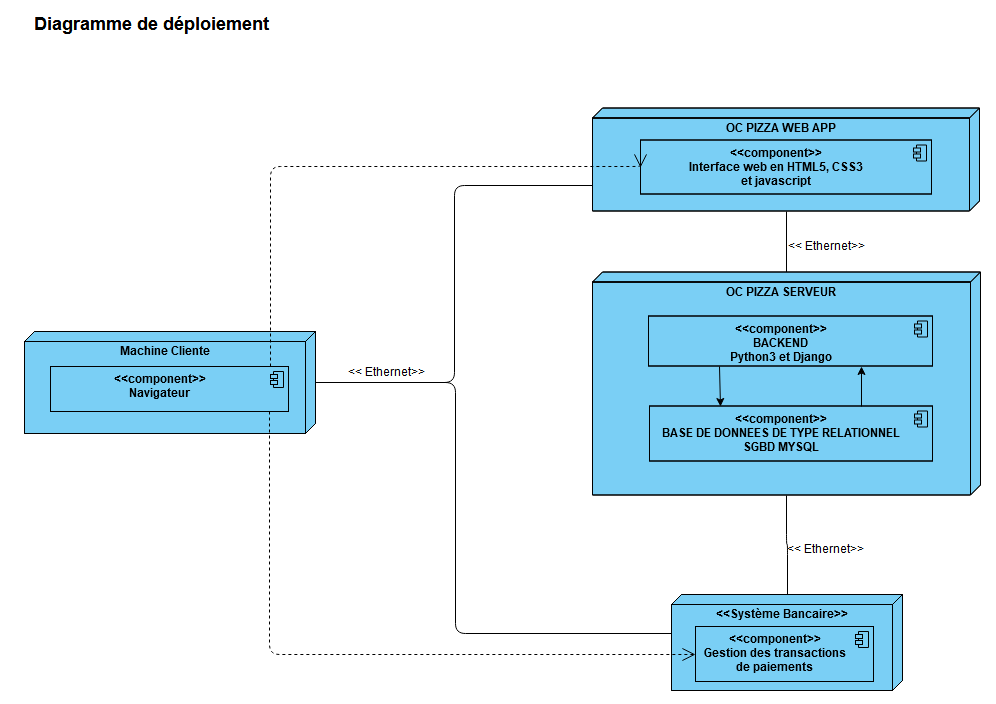 Diagramme de déploiement
OC PIZZA WEB APP
<<component>>
Interface web en HTML5, CSS3
et javascript
<< Ethernet>>
OC PIZZA SERVEUR
<<component>>
BACKEND
Python3 et Django
Machine Cliente
<<component>>
Navigateur
<< Ethernet>>
<<component>>
BASE DE DONNEES DE TYPE RELATIONNEL
SGBD MYSQL
<< Ethernet>>
<<Système Bancaire>>
<<component>>
Gestion des transactions
de paiements